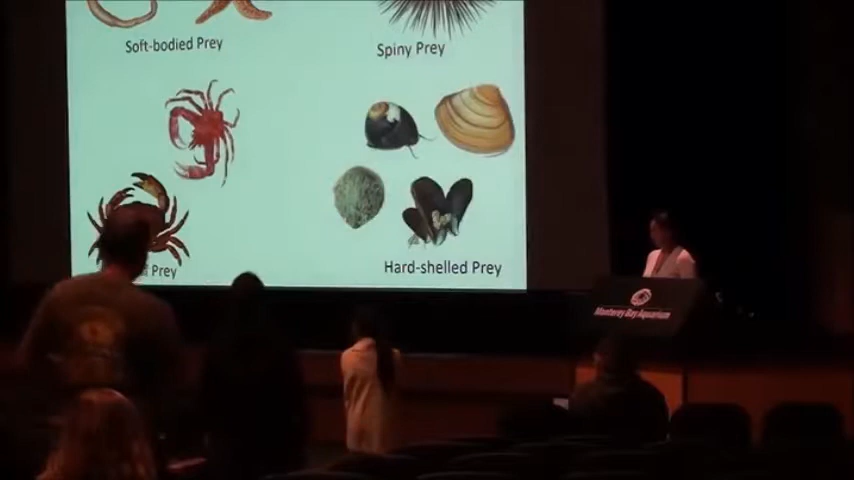 Soft-bodied Prey
Spiny Prey
Prey
Hard-shelled Prey
Monterey Bay Aquarium